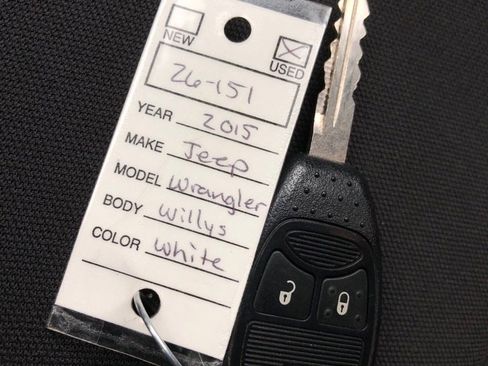 NEW USED
26-151
YEAR 2015
MAKE Jeep
MODEL Wrangler
BODY Willys
COLOR White